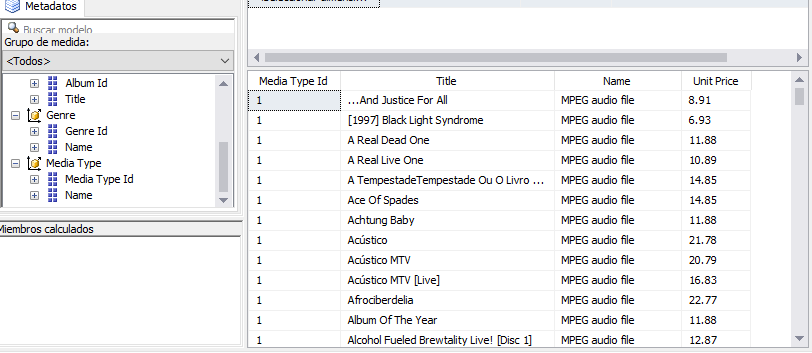 Metadatos
Buscar modelo
Grupo de medida:
<Todos>
Album Id
Title
Genre
Genre Id
Name
Media Type
Media Type Id
Name
Miembros calculados
Media Type Id Title Name Unit Price
1 ...And Justice For All MPEG audio file 8.91
1 [1997] Black Light Syndrome MPEG audio file 6.93
1 A Real Dead One MPEG audio file 11.88
1 A Real Live One MPEG audio file 10.89
1 A TempestadeTempestade Ou O Livro ... MPEG audio file 14.85
1 Ace Of Spades MPEG audio file 14.85
1 Achtung Baby MPEG audio file 11.88
1 Acústico MPEG audio file 21.78
1 Acústico MTV MPEG audio file 20.79
1 Acústico MTV [Live] MPEG audio file 16.83
1 Afrociberdelia MPEG audio file 22.77
1 Album Of The Year MPEG audio file 11.88
1 Alcohol Fueled Brewtality Live! [Disc 1] MPEG audio file 12.87